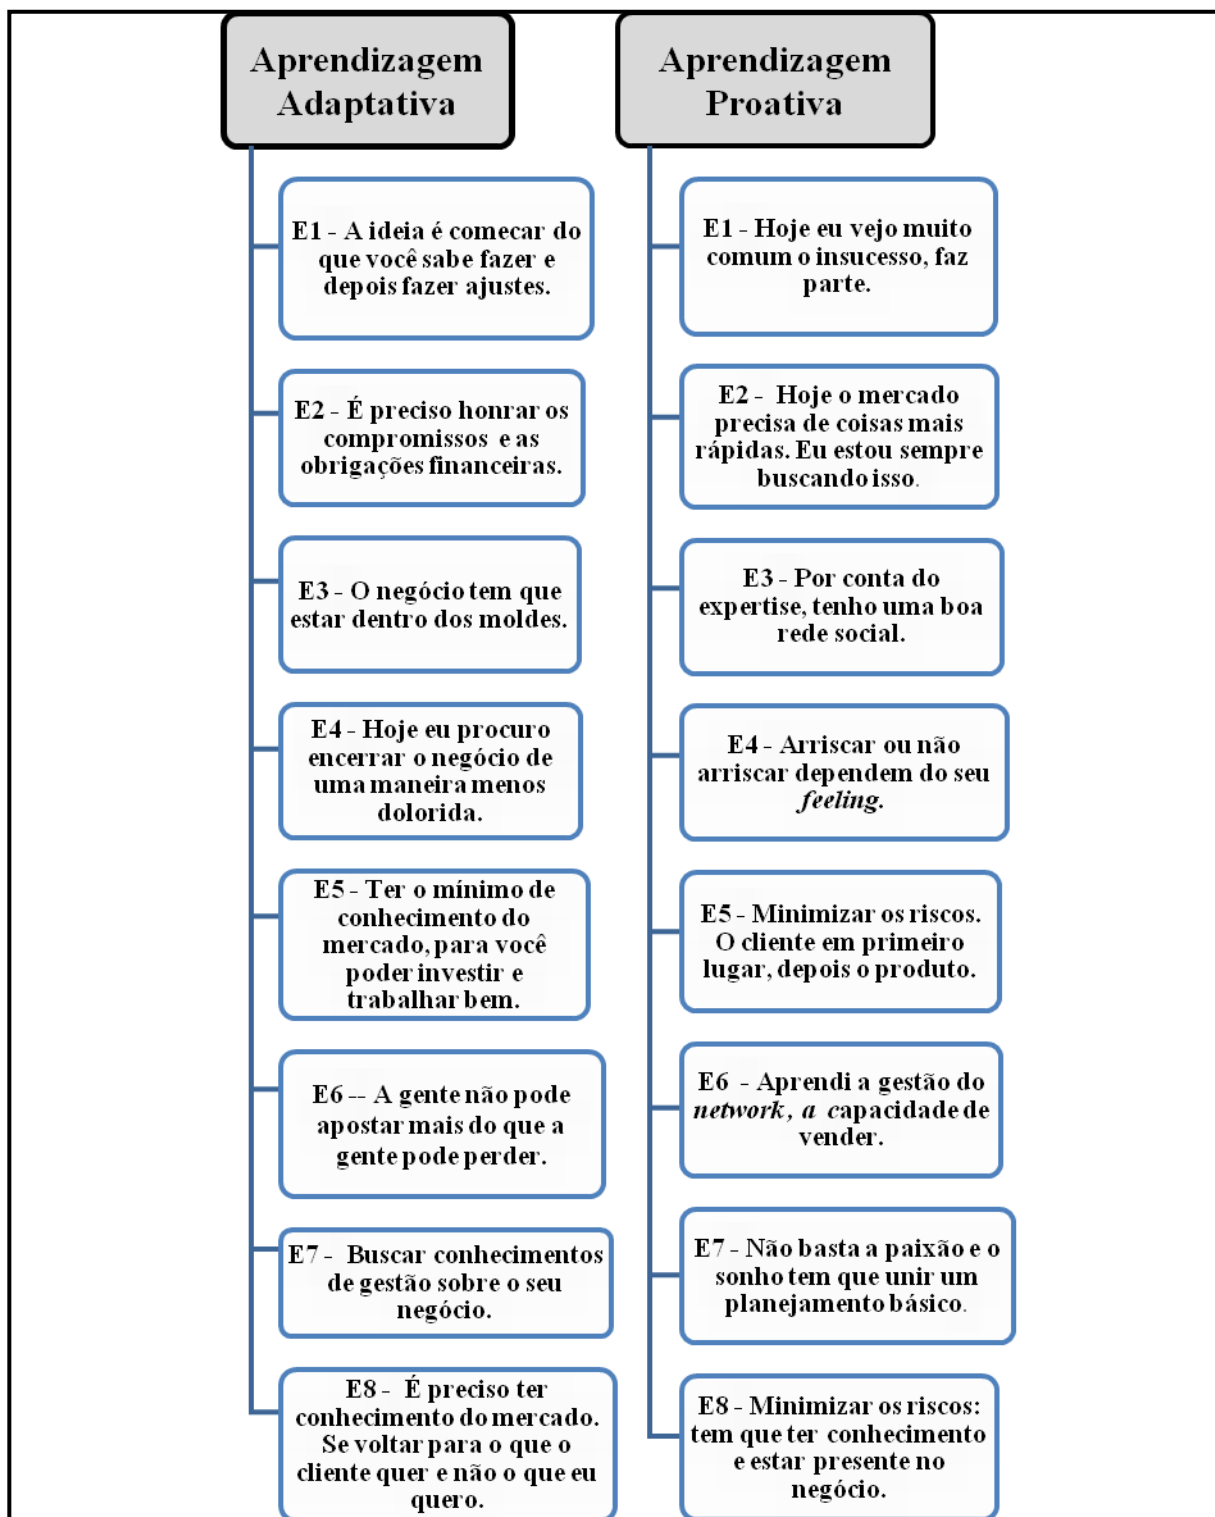 Aprendizagem
Adaptativa
E1 - A ideia é comecar do
que você sabe fazer e
depois fazer ajustes.
E2 - É preciso honrar os
compromissos e as
obrigações financeiras.
E3 - O negócio tem que
estar dentro dos moldes.
E4 - Hoje eu procuro
encerrar o negócio de
uma maneira menos
dolorida.
E5 - Ter o mínimo de
conhecimento do
mercado, para você
poder investir e
trabalhar bem.
E6 -- A gente não pode
apostar mais do que a
gente pode perder.
E7 - Buscar conhecimentos
de gestão sobre o seu
negócio.
E8 - É preciso ter
conhecimento do mercado.
Se voltar para o que o
cliente quer e não o que eu
quero.
Aprendizagem
Proativa
E1 - Hoje eu vejo muito
comum o insucesso, faz
parte.
E2 - Hoje o mercado
precisa de coisas mais
rápidas. Eu estou sempre
buscando isso.
E3 - Por conta do
expertise, tenho uma boa
rede social.
E4 - Arriscar ou não
arriscar dependem do seu
feeling.
E5 - Minimizar os riscos.
O cliente em primeiro
lugar, depois o produto.
E6 - Aprendi a gestão do
network, a capacidade de
vender.
E7 - Não basta a paixão e o
sonho tem que unir um
planejamento básico.
E8 - Minimizar os riscos:
tem que ter conhecimento
e estar presente no
negócio.